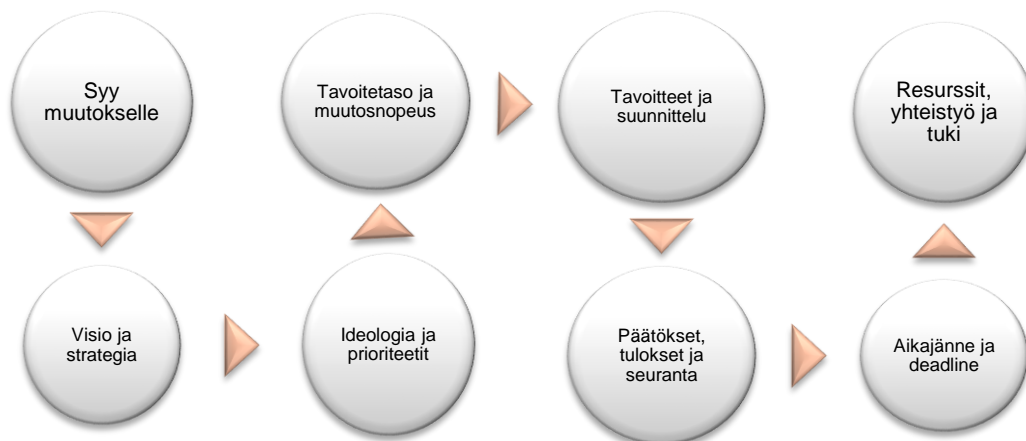 Syy
muutokselle
Visio ja
strategia
Ideologia ja
prioriteetit
Tavoitetaso ja
muutosnopeus
Tavoitteet ja
suunnittelu
Päätökset,
tulokset ja
seuranta
Aikajänne ja
deadline
Resurssit,
yhteistyö ja
tuki